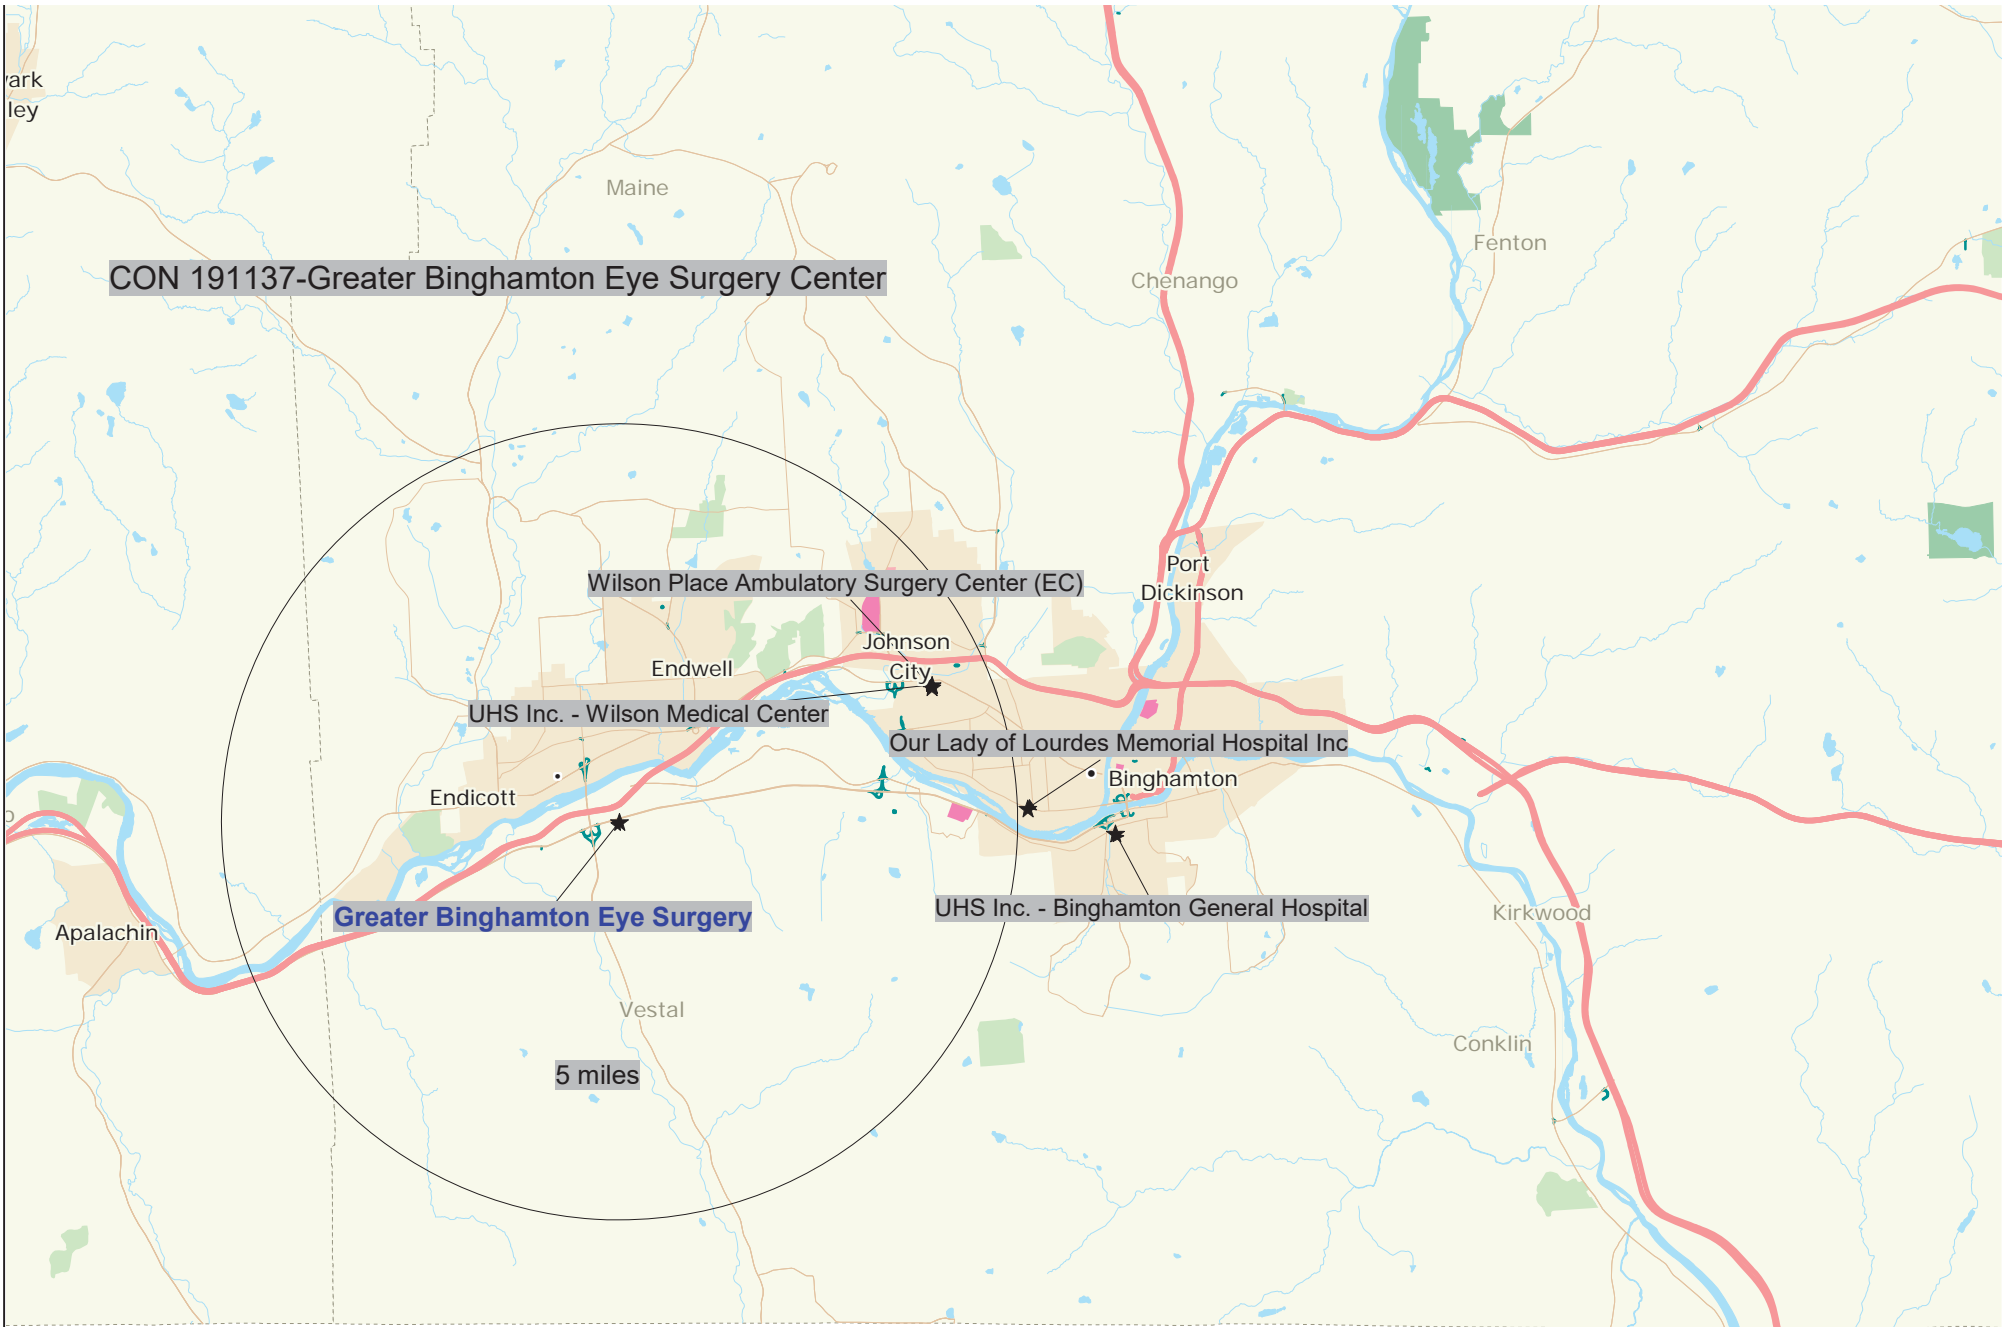 ark
ley
Maine
Fenton
CON 191137-Greater Binghamton Eye Surgery Center
Chenango
Port
Dickinson
Wilson Place Ambulatory Surgery Center (EC)
Johnson
City
Endwell
UHS Inc. - Wilson Medical Center
Our Lady of Lourdes Memorial Hospital Inc
Binghamton
Endicott
Greater Binghamton Eye Surgery
UHS Inc. - Binghamton General Hospital
Kirkwood
Apalachin
Vestal
Conklin
5 miles